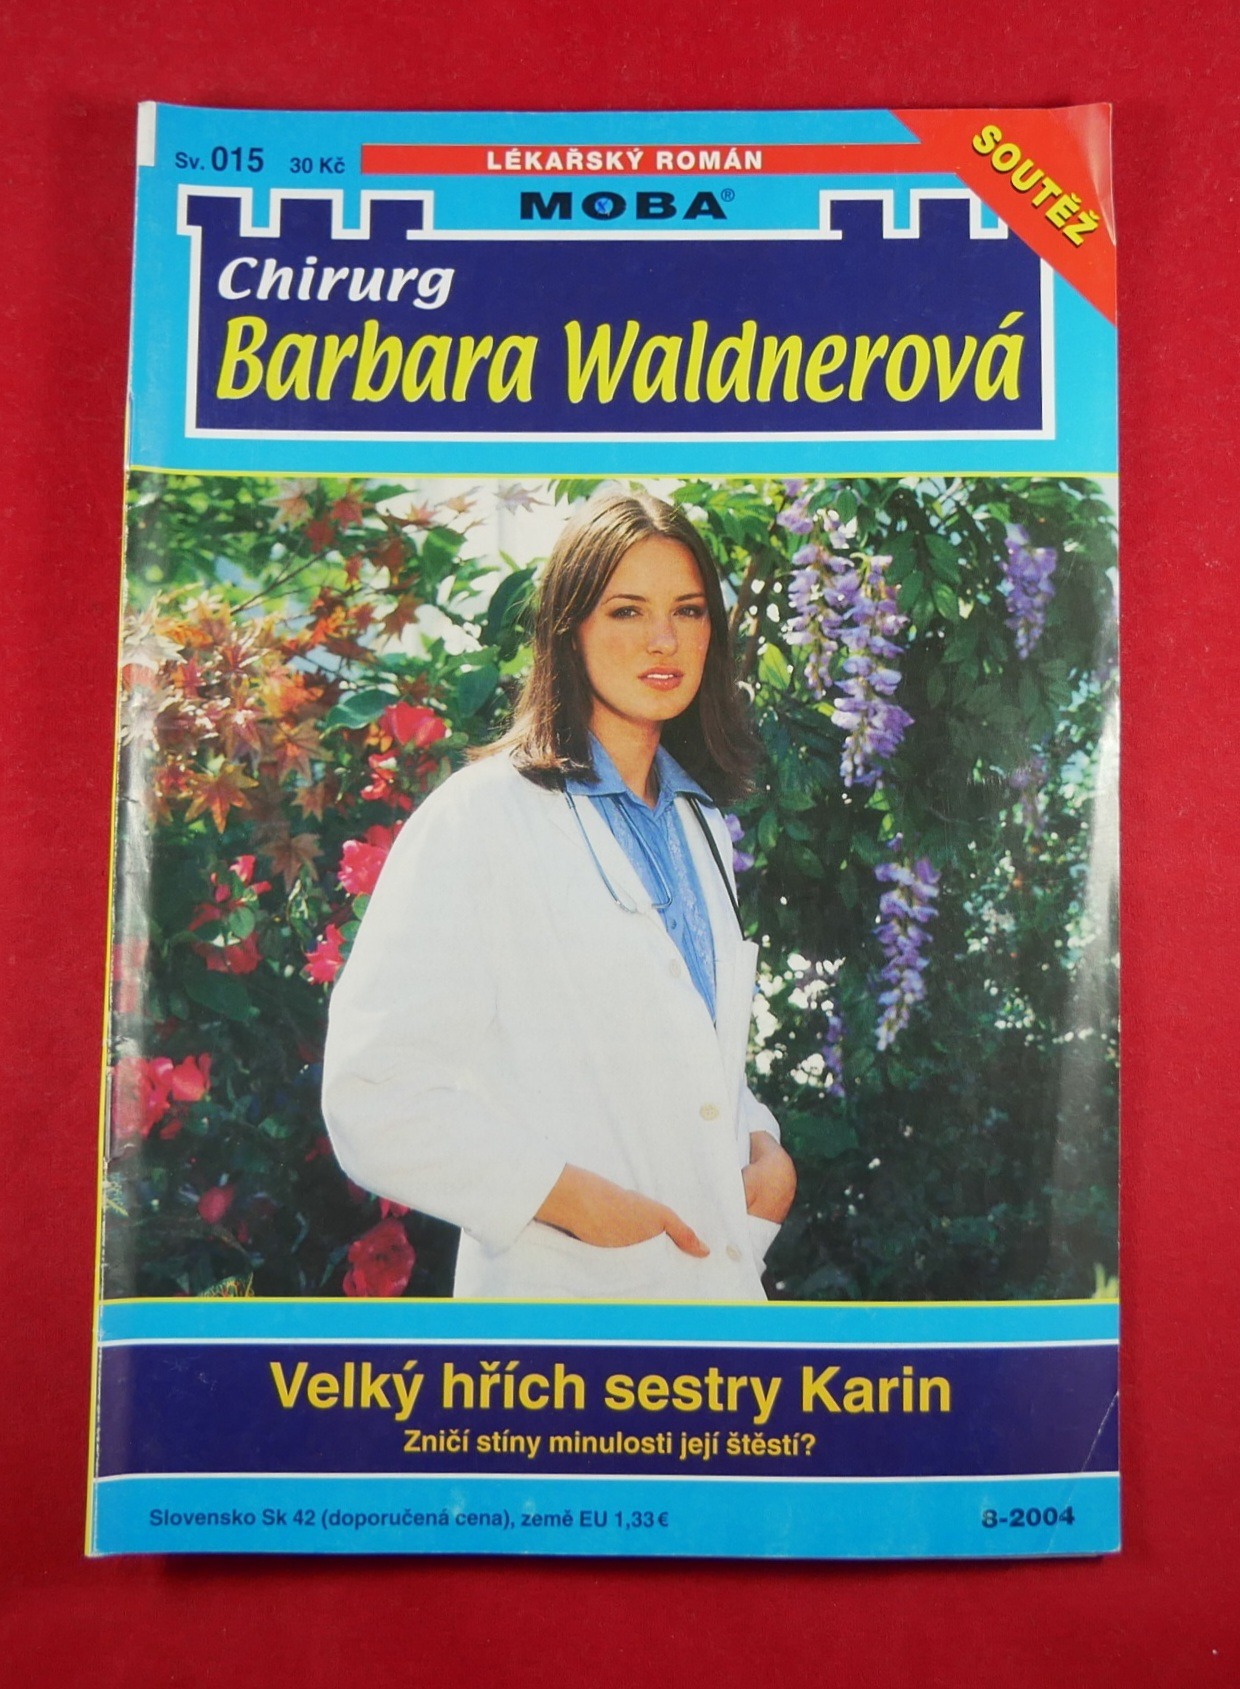 Sv. 015 30 Kč
LÉKAŘSKÝ ROMÁN
SOUTĚŽ
MOBA®
Chirurg
Barbara Waldnerová
Velký hřích sestry Karin
Zničí stíny minulosti její štěstí?
Slovensko Sk 42 (doporučená cena), země EU 1,33 €
8-2004